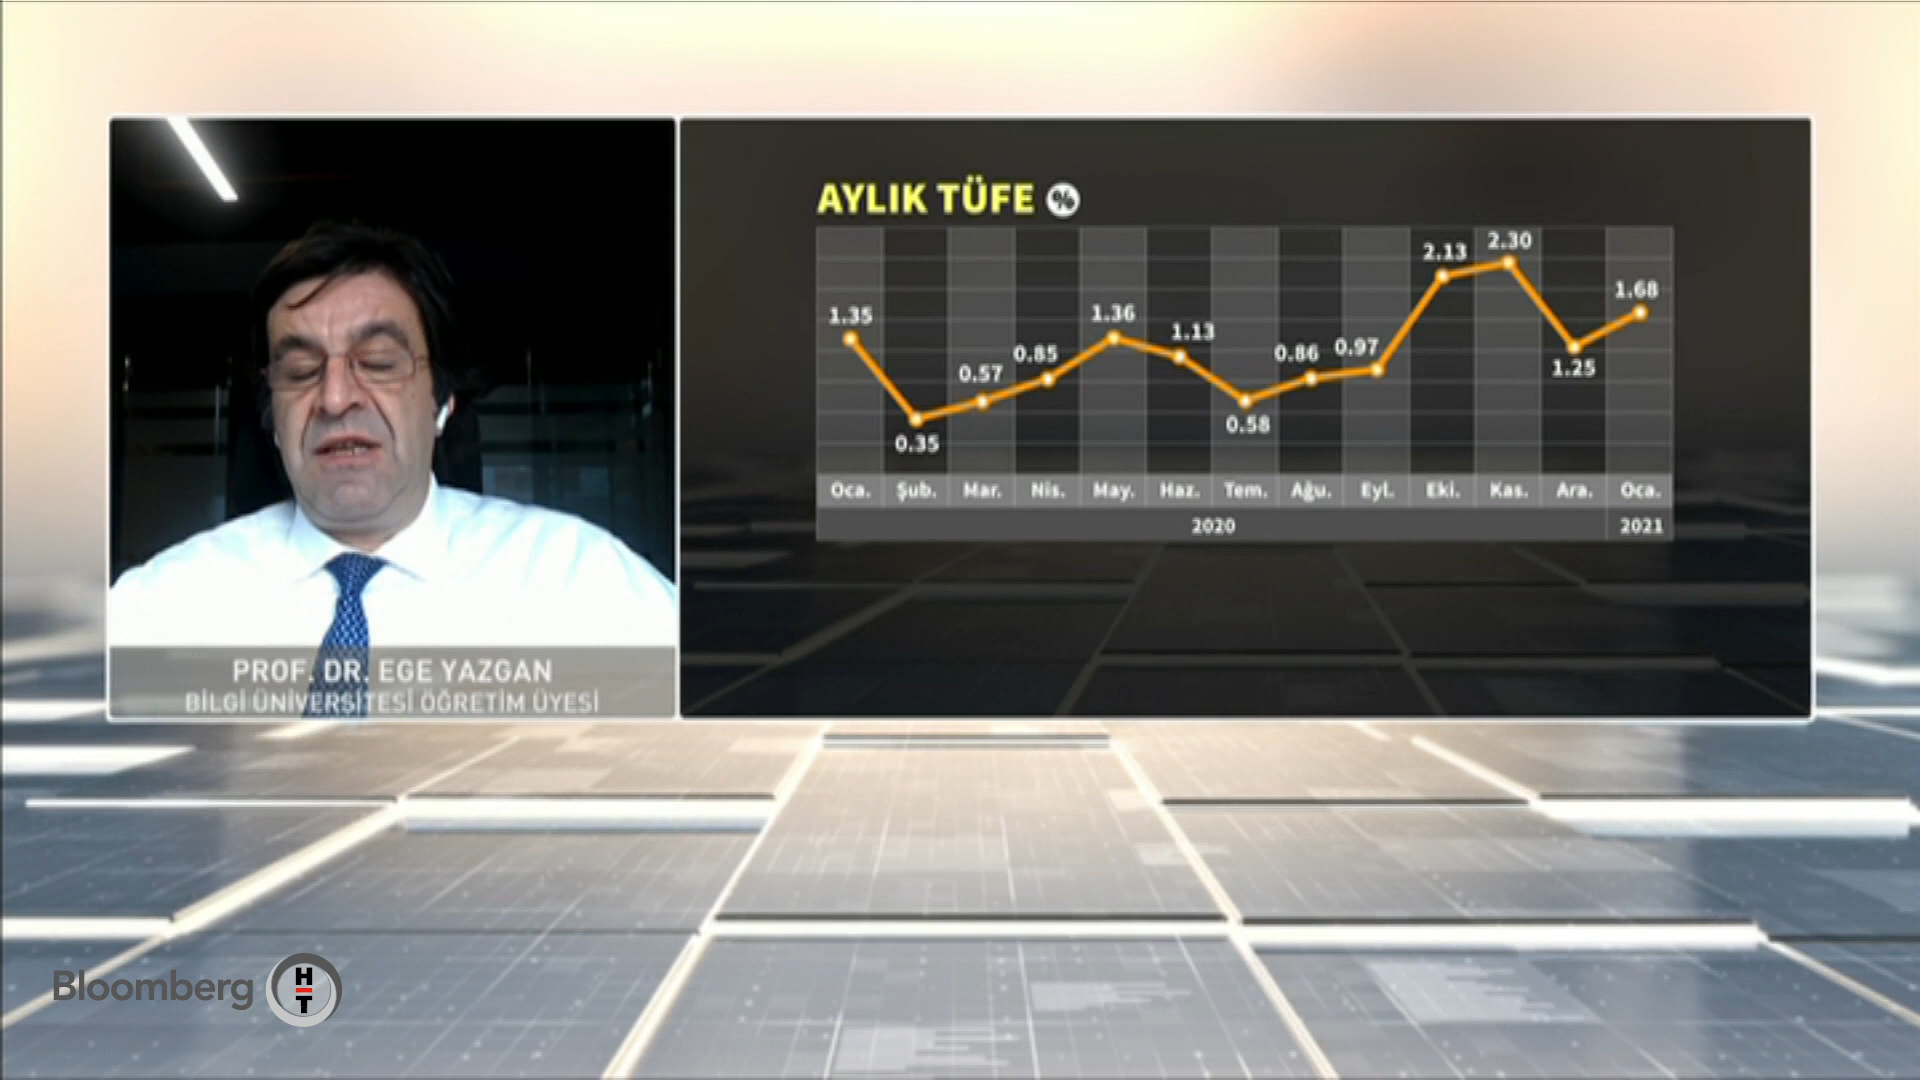 AYLIK TÜFE %
1.35
0.35
0.57
0.85
1.36
1.13
0.58
0.86
0.97
2.13
2.30
1.25
1.68
Oca. Şub. Mar. Nis. May. Haz. Tem. Ağu. Eyl. Eki. Kas. Ara. Oca.
2020 2021
PROF. DR. EGE YAZGAN
BİLGİ ÜNİVERSİTESİ ÖĞRETİM ÜYESİ
Bloomberg HT